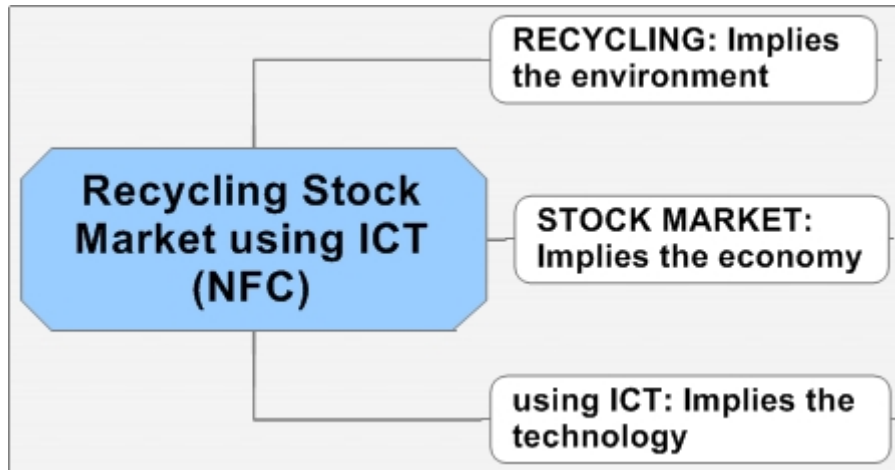 RECYCLING: Implies
the environment
Recycling Stock
Market using ICT
(NFC)
STOCK MARKET:
Implies the economy
using ICT: Implies the
technology